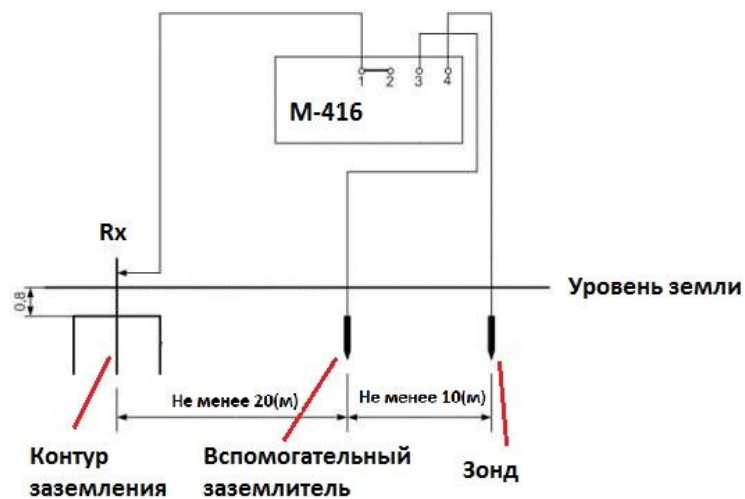 1 2 3 4
М-416
Rx
0,8
Уровень земли
Не менее 20(м)
Не менее 10(м)
Контур
заземления
Вспомогательный
заземлитель
Зонд